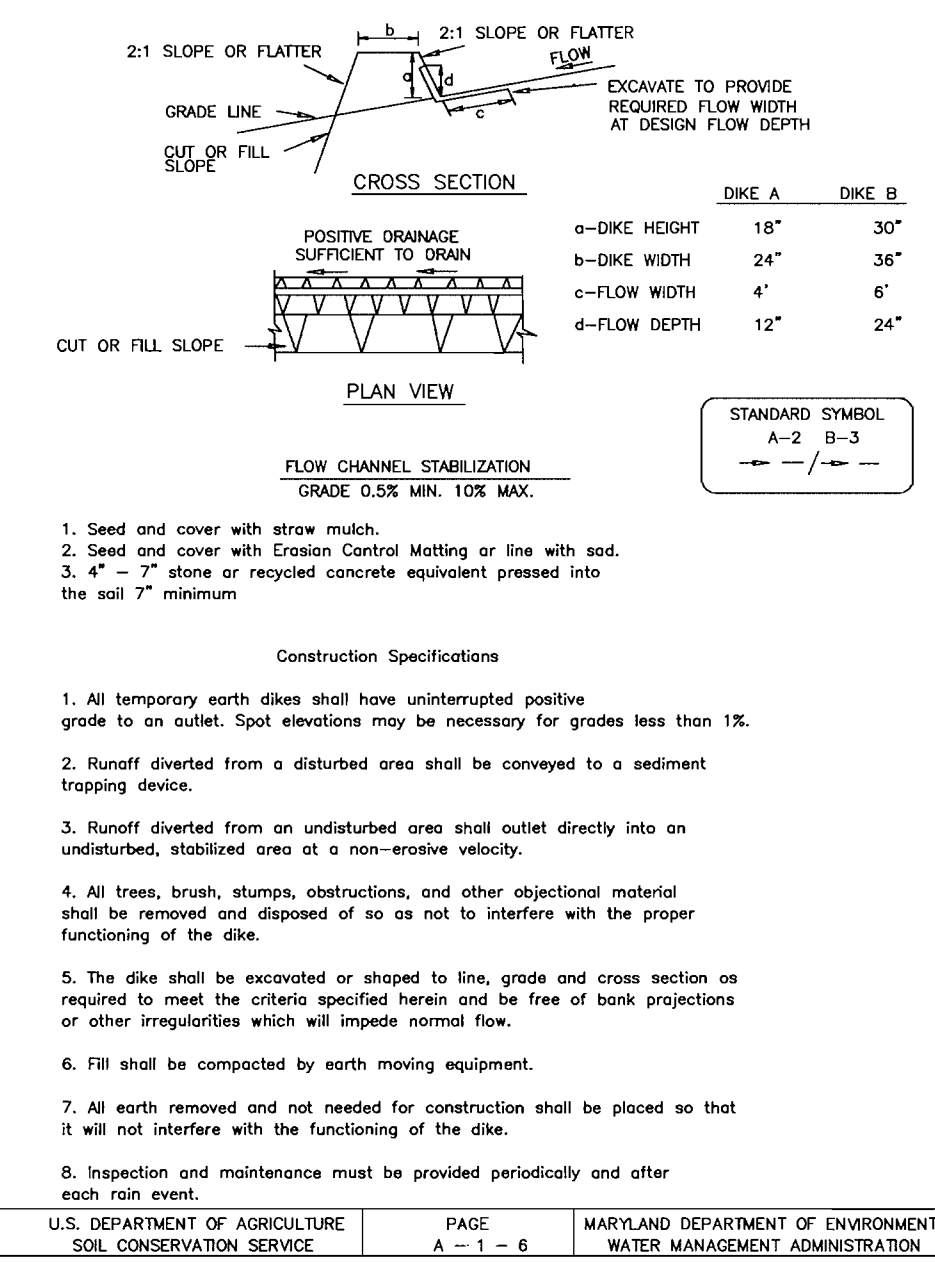 b
2:1 SLOPE OR FLATTER
2:1 SLOPE OR FLATTER
FLOW
a
d
c
EXCAVATE TO PROVIDE
REQUIRED FLOW WIDTH
AT DESIGN FLOW DEPTH
GRADE LINE
CUT OR FILL
SLOPE
CROSS SECTION
DIKE A DIKE B
a-DIKE HEIGHT 18" 30"
b-DIKE WIDTH 24" 36"
c-FLOW WIDTH 4' 6'
d-FLOW DEPTH 12" 24"
POSITIVE DRAINAGE
SUFFICIENT TO DRAIN
CUT OR FILL SLOPE
PLAN VIEW
STANDARD SYMBOL
A-2 B-3
FLOW CHANNEL STABILIZATION
GRADE 0.5% MIN. 10% MAX.
1. Seed and cover with straw mulch.
2. Seed and cover with Erasian Cantrol Matting ar line with sad.
3. 4" - 7" stone ar recycled cancrete equivalent pressed into
the sail 7" minimum
Construction Specificatians
1. All temporary earth dikes shall have uninterrupted positive
grade to an autlet. Spot elevations may be necessary for grades less than 1%.
2. Runaff diverted from a disturbed area shall be conveyed to a sediment
trapping device.
3. Runoff diverted from an undisturbed area shall outlet directly into an
undisturbed, stabilized area at a non-erosive velocity.
4. All trees, brush, stumps, obstructions, and other objectional material
shall be removed and disposed of so as not to interfere with the proper
functioning of the dike.
5. The dike shall be excavated or shaped to line, grade and cross section os
required to meet the criteria specified herein and be free of bank prajections
or other irregularities which will impede normal flow.
6. Fill shall be compacted by earth moving equipment.
7. All earth removed and not needed for construction shall be placed so that
it will not interfere with the functioning of the dike.
8. Inspection and maintenance must be provided periodically and after
each rain event.
U.S. DEPARTMENT OF AGRICULTURE
SOIL CONSERVATION SERVICE
PAGE
A - 1 - 6
MARYLAND DEPARTMENT OF ENVIRONMENT
WATER MANAGEMENT ADMINISTRATION